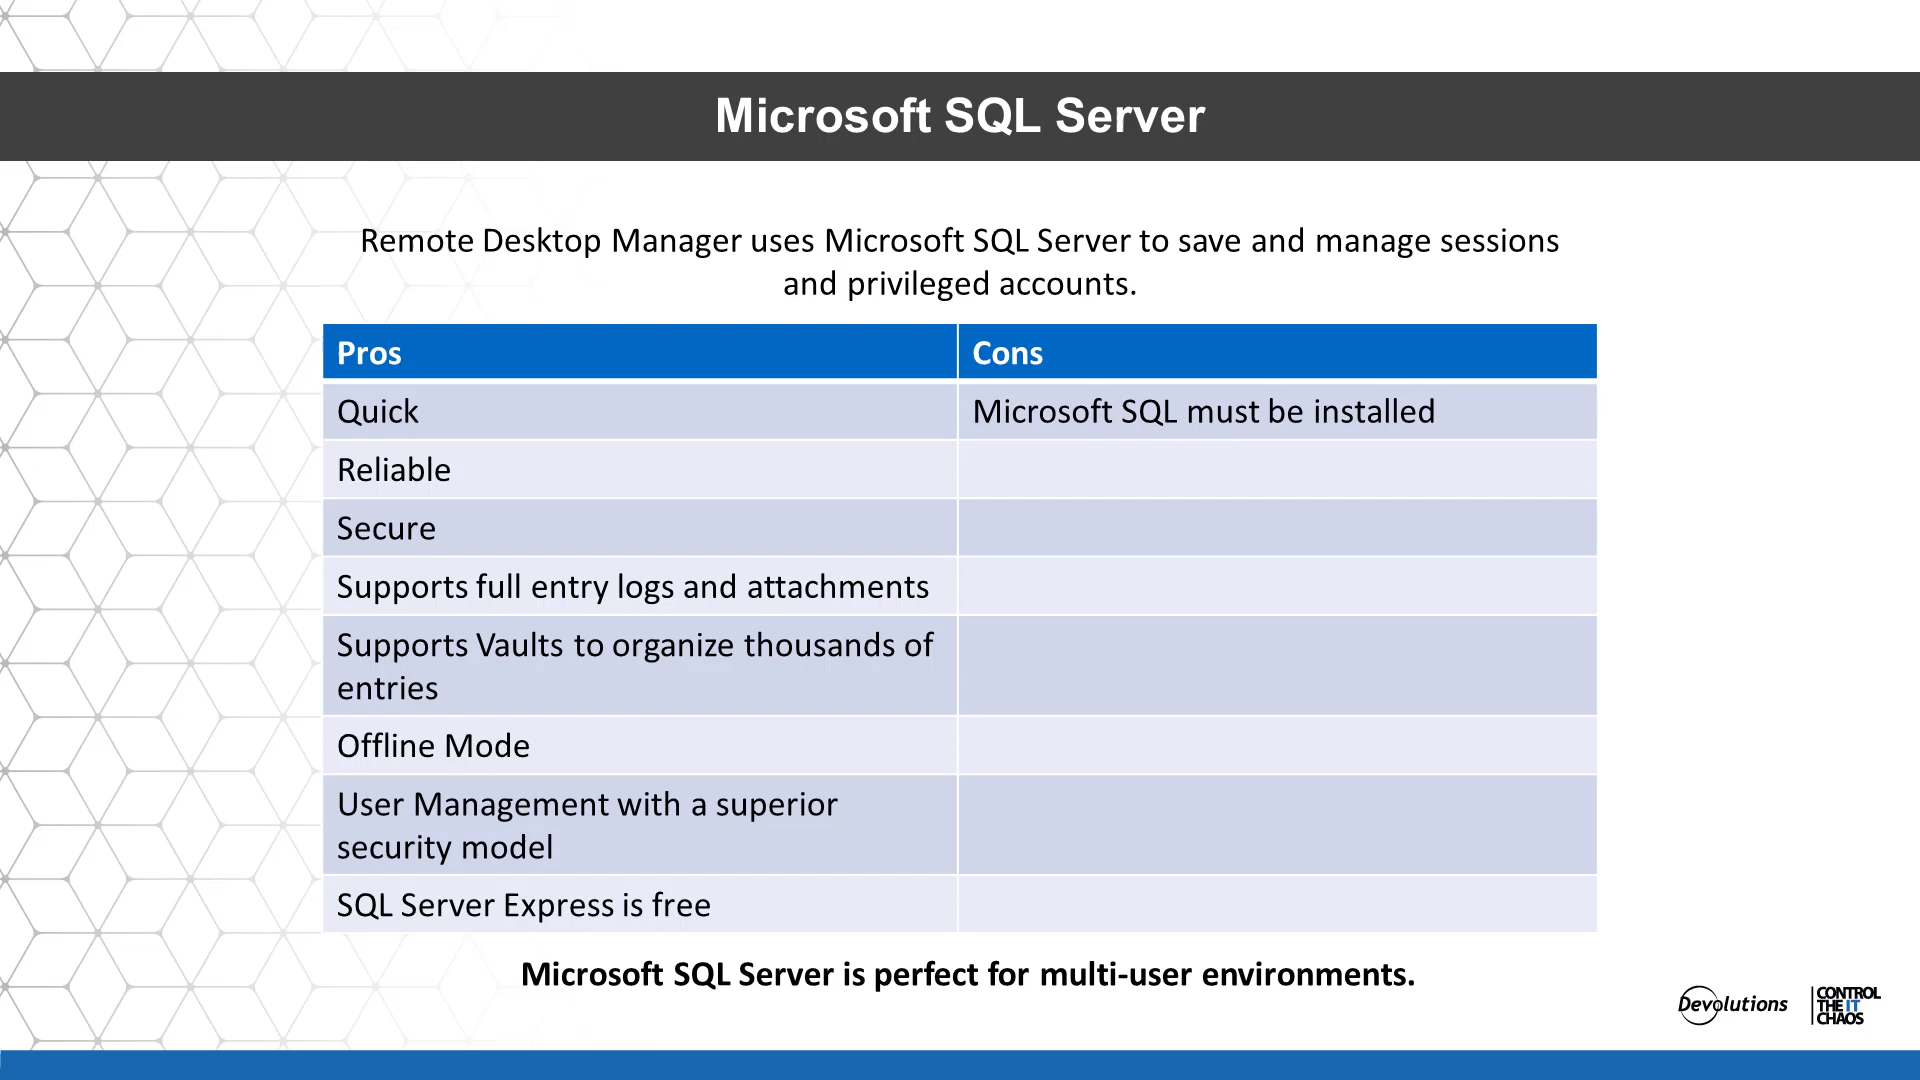 Microsoft SQL Server
Remote Desktop Manager uses Microsoft SQL Server to save and manage sessions
and privileged accounts.
Pros
Cons
Quick
Microsoft SQL must be installed
Reliable
Secure
Supports full entry logs and attachments
Supports Vaults to organize thousands of
entries
Offline Mode
User Management with a superior
security model
SQL Server Express is free
Microsoft SQL Server is perfect for multi-user environments.
Devolutions
CONTROL
THE IT
CHAOS